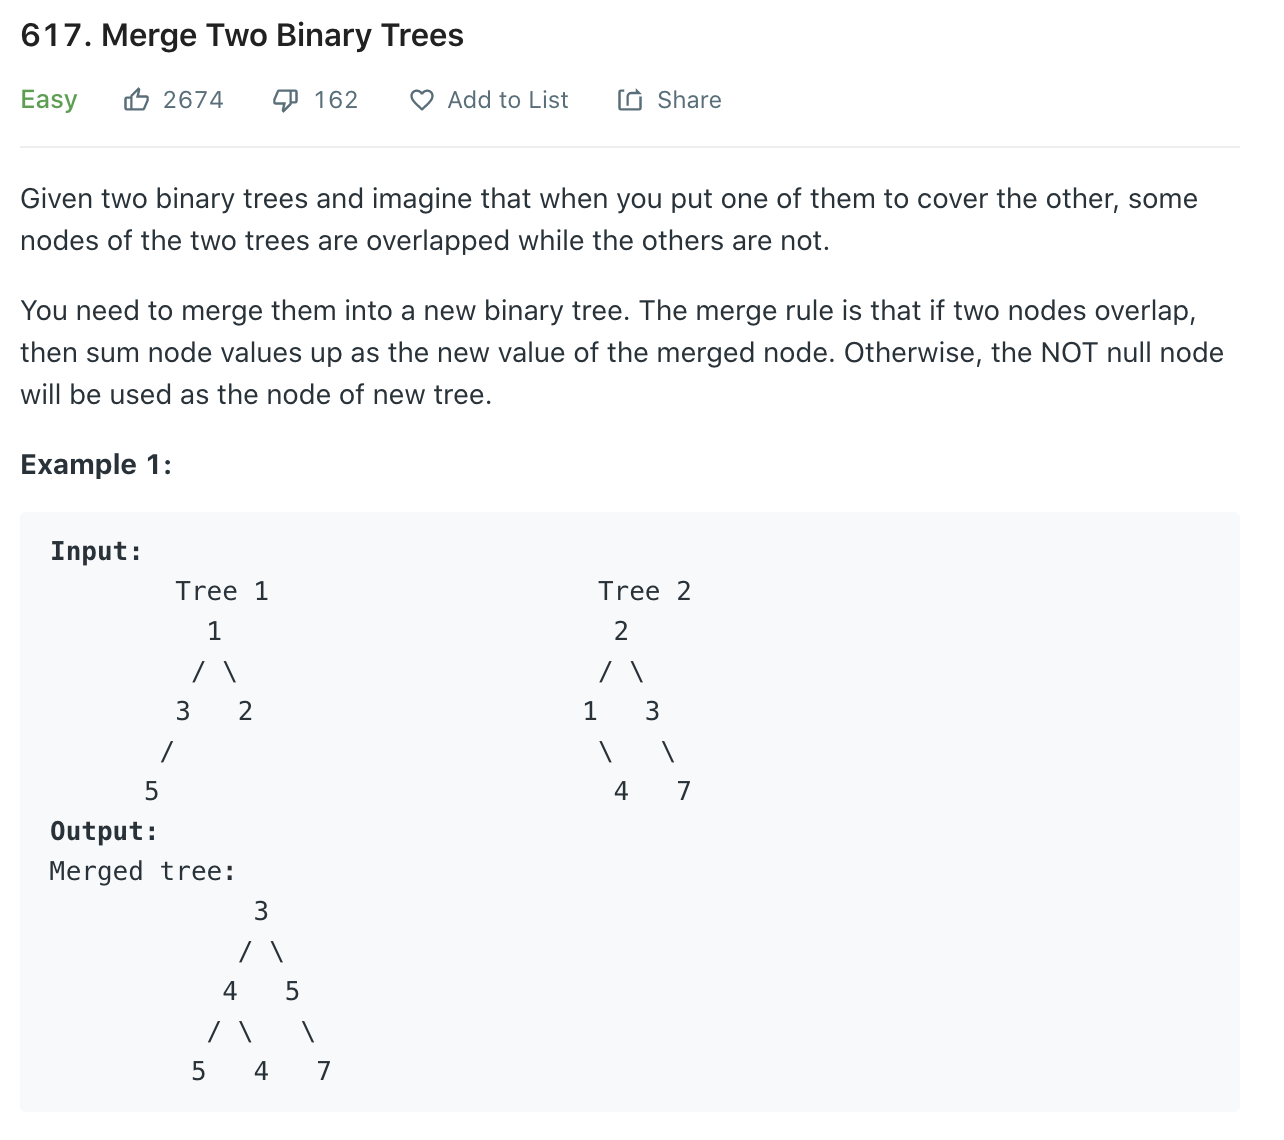 617. Merge Two Binary Trees
Easy 2674 162 Add to List Share
Given two binary trees and imagine that when you put one of them to cover the other, some
nodes of the two trees are overlapped while the others are not.
You need to merge them into a new binary tree. The merge rule is that if two nodes overlap,
then sum node values up as the new value of the merged node. Otherwise, the NOT null node
will be used as the node of new tree.
Example 1:
Input:
        Tree 1                     Tree 2
          1                          2
         / \                        / \
        3   2                      1   3
       /                            \   \
      5                              4   7
Output:
Merged tree:
             3
            / \
           4   5
          / \   \
         5   4   7